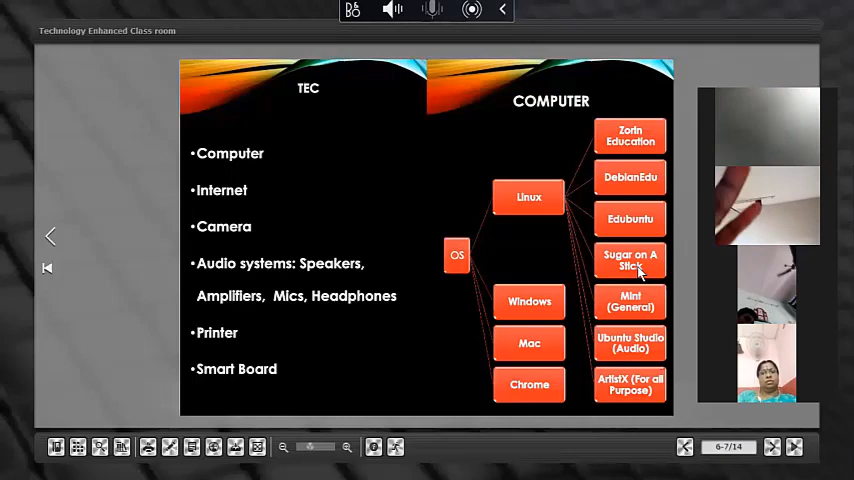 Technology Enhanced Class room
TEC
•Computer
•Internet
•Camera
•Audio systems: Speakers,
Amplifiers, Mics, Headphones
•Printer
•Smart Board
COMPUTER
OS
Linux
Windows
Mac
Chrome
Zorin
Education
DebianEdu
Edubuntu
Sugar on A
Stick
Mint
(General)
Ubuntu Studio
(Audio)
ArtistX (For all
Purpose)
6-7/14